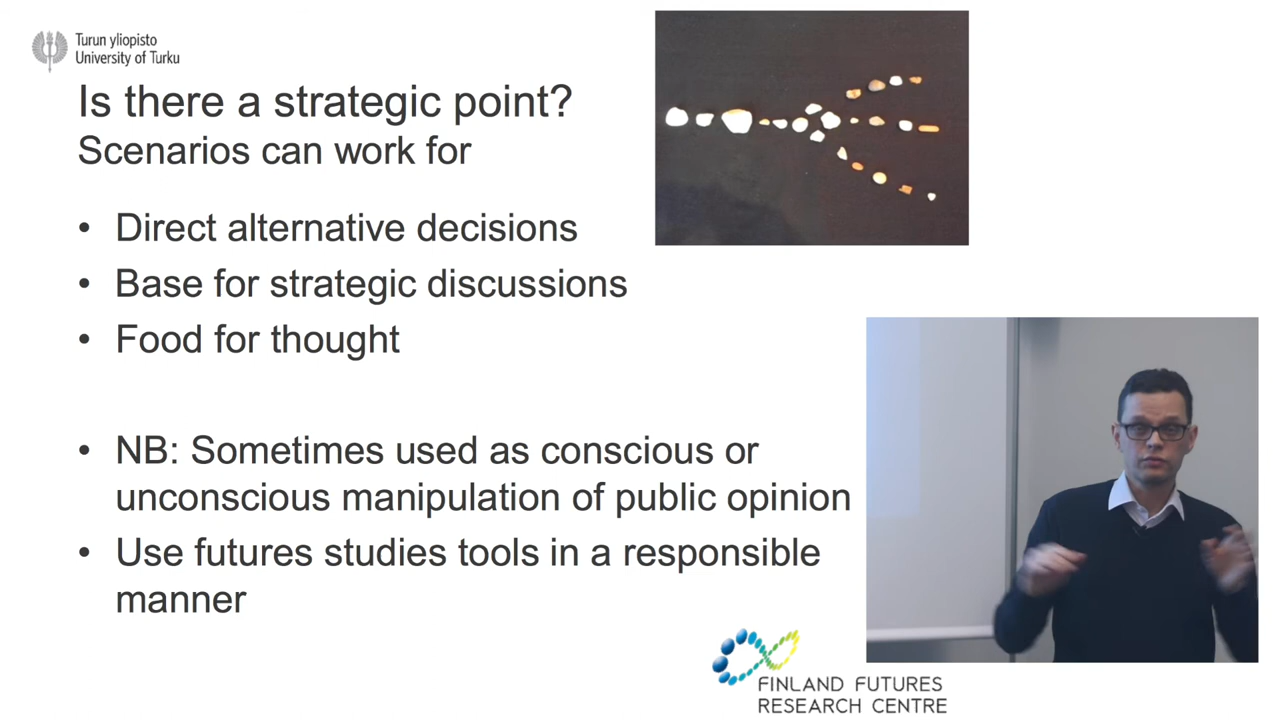 Turun yliopisto
University of Turku
Is there a strategic point?
Scenarios can work for
• Direct alternative decisions
• Base for strategic discussions
• Food for thought
• NB: Sometimes used as conscious or
unconscious manipulation of public opinion
• Use futures studies tools in a responsible
manner
FINLAND FUTURES
RESEARCH CENTRE